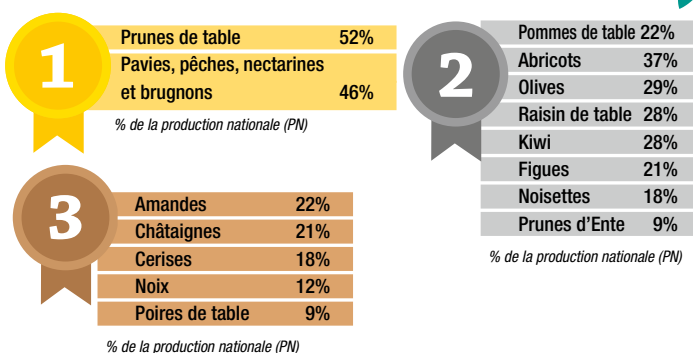 1
Prunes de table 52%
Pavies, pêches, nectarines
et brugnons 46%
% de la production nationale (PN)
2
Pommes de table 22%
Abricots 37%
Olives 29%
Raisin de table 28%
Kiwi 28%
Figues 21%
Noisettes 18%
Prunes d'Ente 9%
% de la production nationale (PN)
3
Amandes 22%
Châtaignes 21%
Cerises 18%
Noix 12%
Poires de table 9%
% de la production nationale (PN)